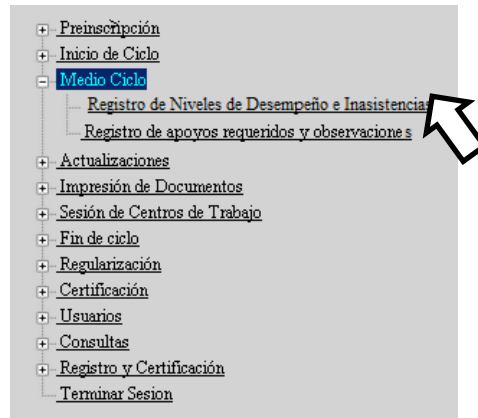 Preinscripción
Inicio de Ciclo
Medio Ciclo
Registro de Niveles de Desempeño e Inasistencias
Registro de apoyos requeridos y observaciones
Actualizaciones
Impresión de Documentos
Sesión de Centros de Trabajo
Fin de ciclo
Regularización
Certificación
Usuarios
Consultas
Registro y Certificación
Terminar Sesion